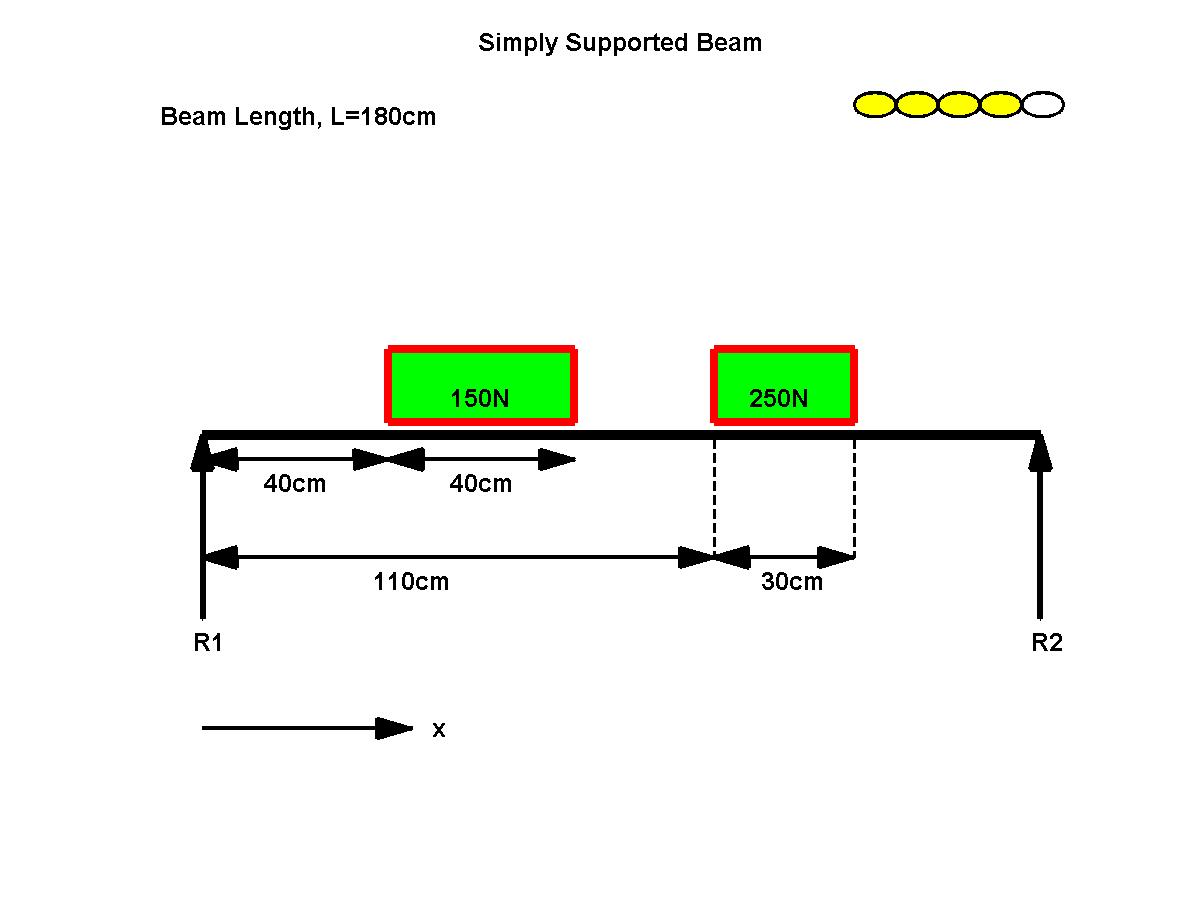 Simply Supported Beam
Beam Length, L=180cm
150N
250N
40cm
40cm
110cm
30cm
R1
R2
x